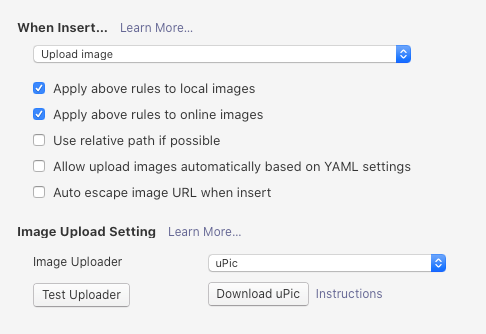 When Insert... Learn More...
Upload image
Apply above rules to local images
Apply above rules to online images
Use relative path if possible
Allow upload images automatically based on YAML settings
Auto escape image URL when insert
Image Upload Setting Learn More...
Image Uploader uPic
Test Uploader Download uPic Instructions